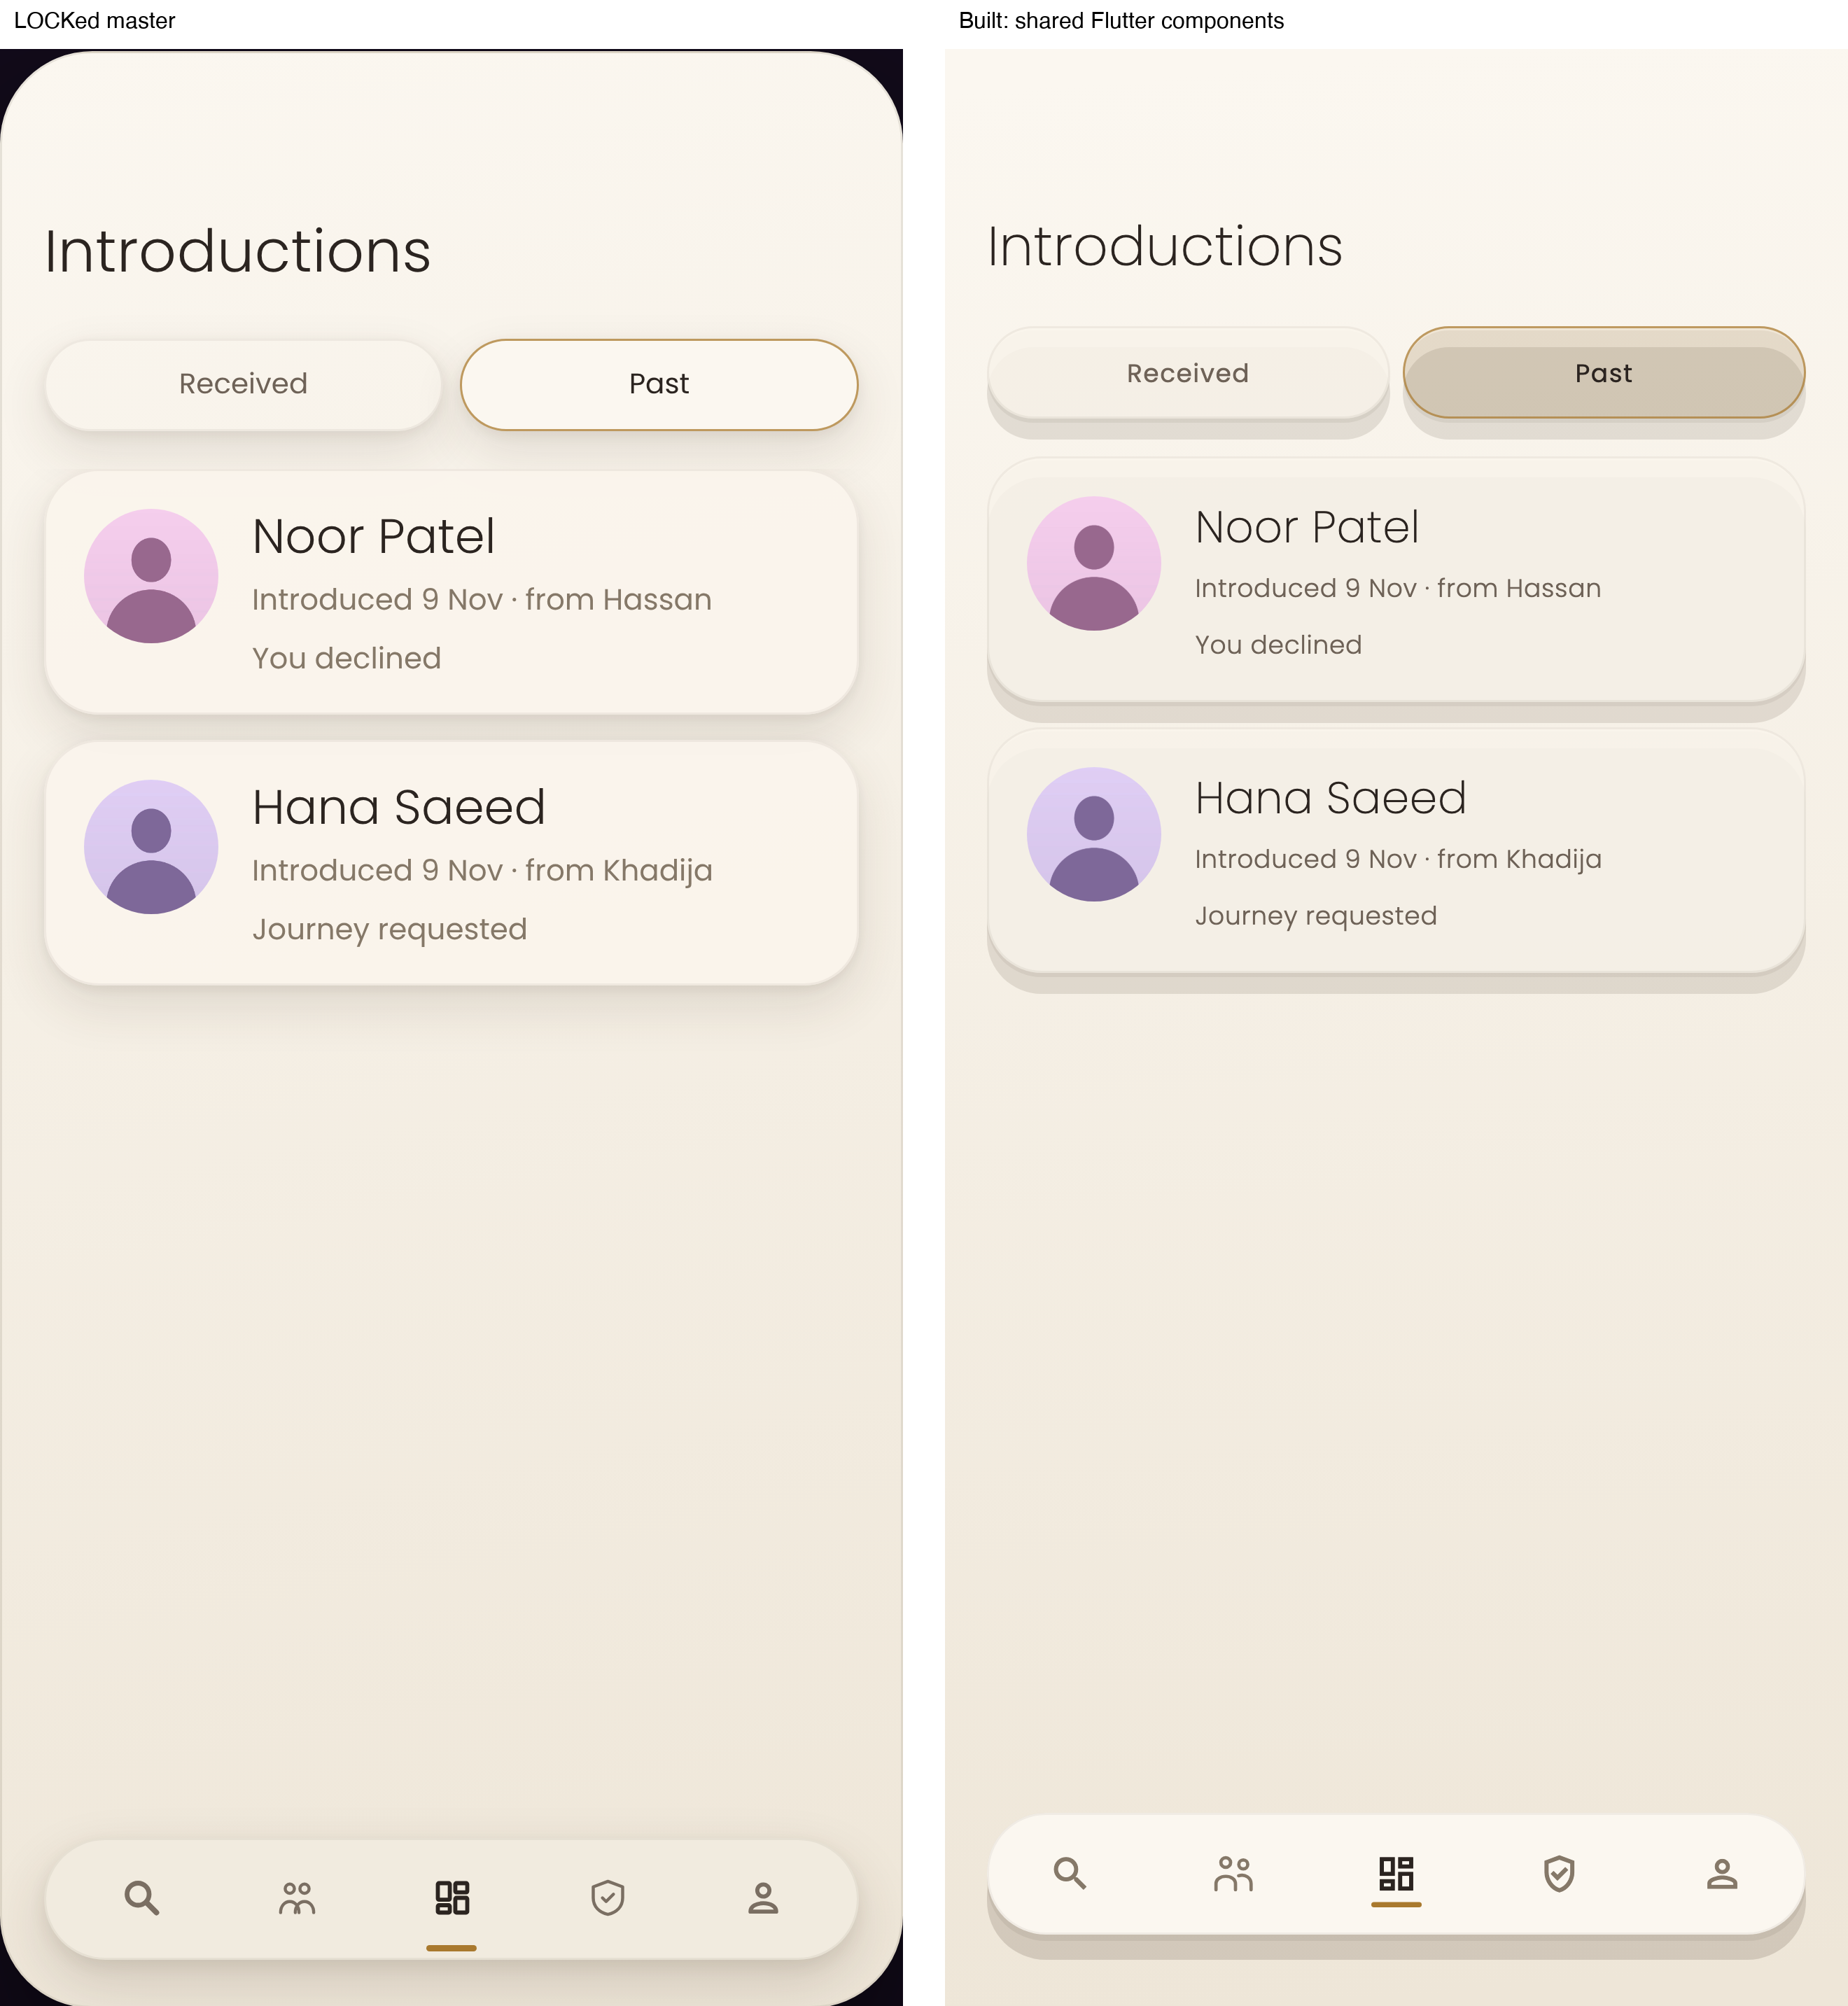 LOCKed master
Introductions
Received
Past
Noor Patel
Introduced 9 Nov · from Hassan
You declined
Hana Saeed
Introduced 9 Nov · from Khadija
Journey requested
Built: shared Flutter components
Introductions
Received
Past
Noor Patel
Introduced 9 Nov · from Hassan
You declined
Hana Saeed
Introduced 9 Nov · from Khadija
Journey requested